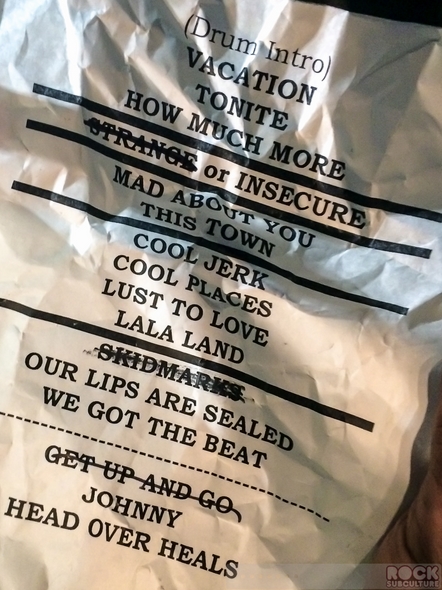 (Drum Intro)
VACATION
TONITE
HOW MUCH MORE
STRANGE or INSECURE
MAD ABOUT YOU
THIS TOWN
COOL JERK
COOL PLACES
LUST TO LOVE
LALA LAND
SKIDMARKS
OUR LIPS ARE SEALED
WE GOT THE BEAT
GET UP AND GO
JOHNNY
HEAD OVER HEALS
ROCK
SUBCULTURE